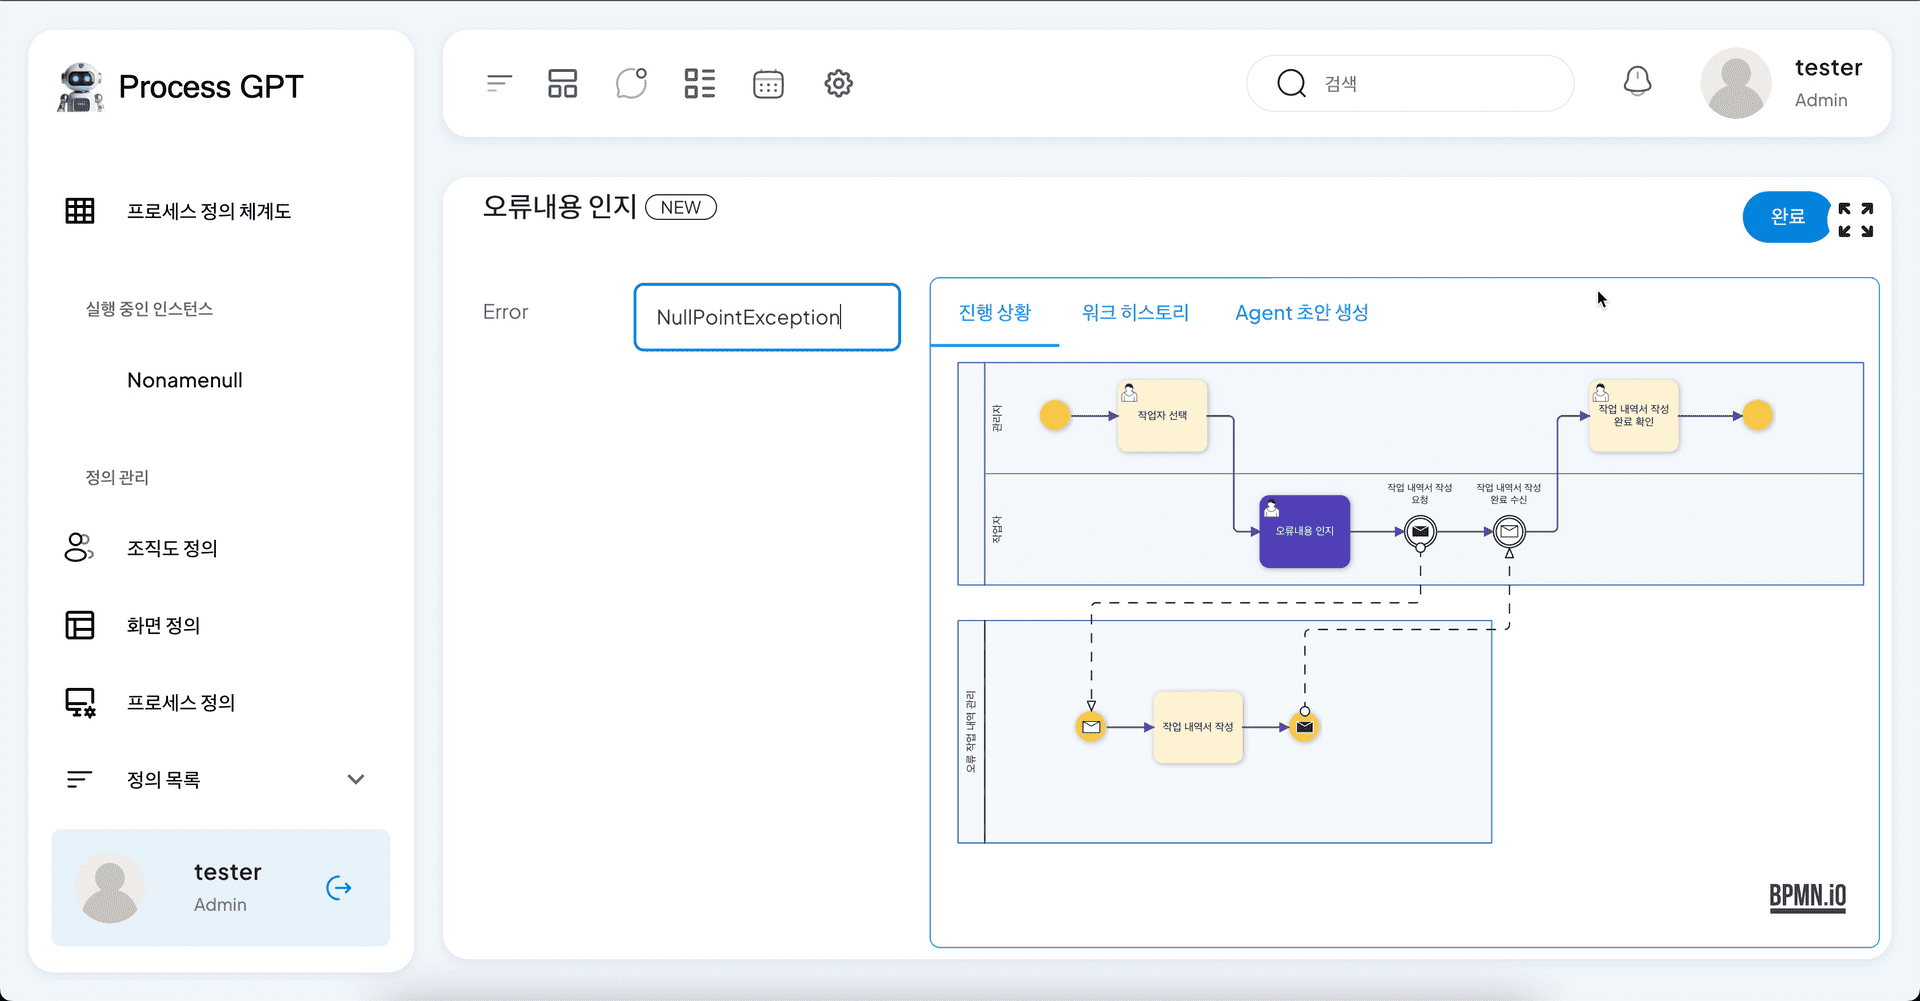 Process GPT
검색
tester
Admin
프로세스 정의 체계도
실행 중인 인스턴스
Nonamenull
정의 관리
조직도 정의
화면 정의
프로세스 정의
정의 목록
tester
Admin
오류내용 인지 NEW
완료
Error
NullPointException
진행 상황
워크 히스토리
Agent 초안 생성
관리자
작업자 선택
작업 내역서 작성
완료 확인
작업자
오류내용 인지
작업 내역서 작성
요청
작업 내역서 작성
완료 수신
오류 작업 내역 관리
작업 내역서 작성
BPMN.iO